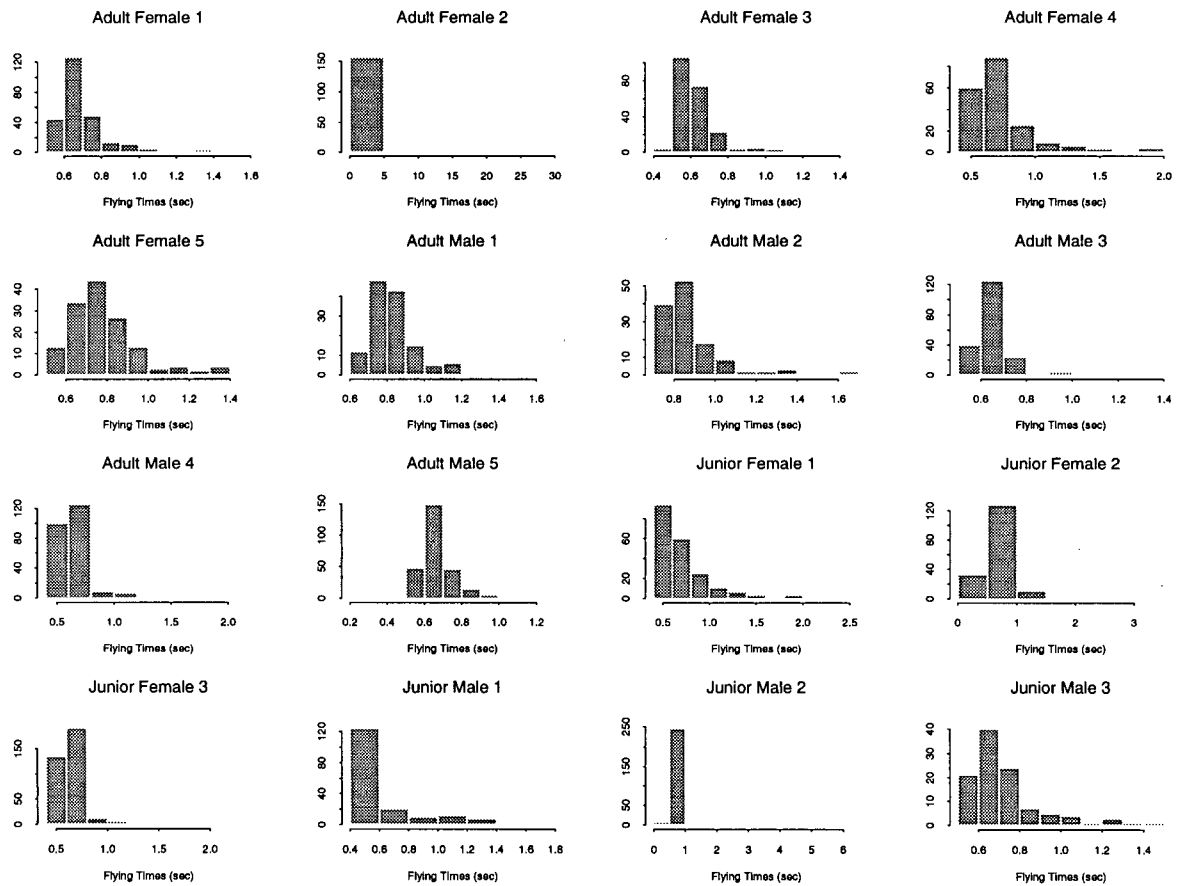 Adult Female 1 Adult Female 2 Adult Female 3 Adult Female 4
120 150
80 100 80 60
40 50 40 20
0 0 0 0
0.6 0.8 1.0 1.2 1.4 1.6 0 5 10 15 20 25 30 0.4 0.6 0.8 1.0 1.2 1.4 0.5 1.0 1.5 2.0
Flying Times (sec) Flying Times (sec) Flying Times (sec) Flying Times (sec)
Adult Female 5 Adult Male 1 Adult Male 2 Adult Male 3
40 50 120
30 30 30 80
20 10 10 40
10 0 0 0
0
0.6 0.8 1.0 1.2 1.4 0.6 0.8 1.0 1.2 1.4 1.6 0.8 1.0 1.2 1.4 1.6 0.6 0.8 1.0 1.2 1.4
Flying Times (sec) Flying Times (sec) Flying Times (sec) Flying Times (sec)
Adult Male 4 Adult Male 5 Junior Female 1 Junior Female 2
120 150 120
80 100 60 80
40 50 20 40
0 0 0 0
0.5 1.0 1.5 2.0 0.2 0.4 0.6 0.8 1.0 1.2 0.5 1.0 1.5 2.0 2.5 0 1 2 3
Flying Times (sec) Flying Times (sec) Flying Times (sec) Flying Times (sec)
Junior Female 3 Junior Male 1 Junior Male 2 Junior Male 3
120 250 40
150 80 150 30
50 40 50 20
0 0 0 10
0
0.5 1.0 1.5 2.0 0.4 0.6 0.8 1.0 1.2 1.4 1.6 1.8 0 1 2 3 4 5 6 0.6 0.8 1.0 1.2 1.4
Flying Times (sec) Flying Times (sec) Flying Times (sec) Flying Times (sec)